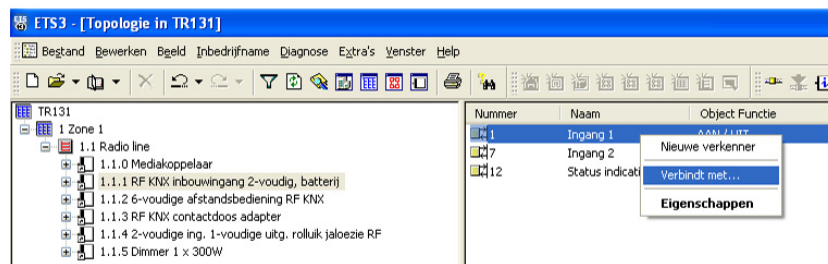 ETS3 - [Topologie in TR131]
Bestand Bewerken Beeld Inbedrijfname Diagnose Extra's Venster Help
TR131
1 Zone 1
1.1 Radio line
1.1.0 Mediakoppelaar
1.1.1 RF KNX inbouwingang 2-voudig, batterij
1.1.2 6-voudige afstandsbediening RF KNX
1.1.3 RF KNX contactdoos adapter
1.1.4 2-voudige ing. 1-voudige uitg. rolluik jaloezie RF
1.1.5 Dimmer 1 x 300W
Nummer Naam Object Functie
1 Ingang 1 AAN / UIT
7 Ingang 2
12 Status indicati
Nieuwe verkenner
Verbindt met...
Eigenschappen